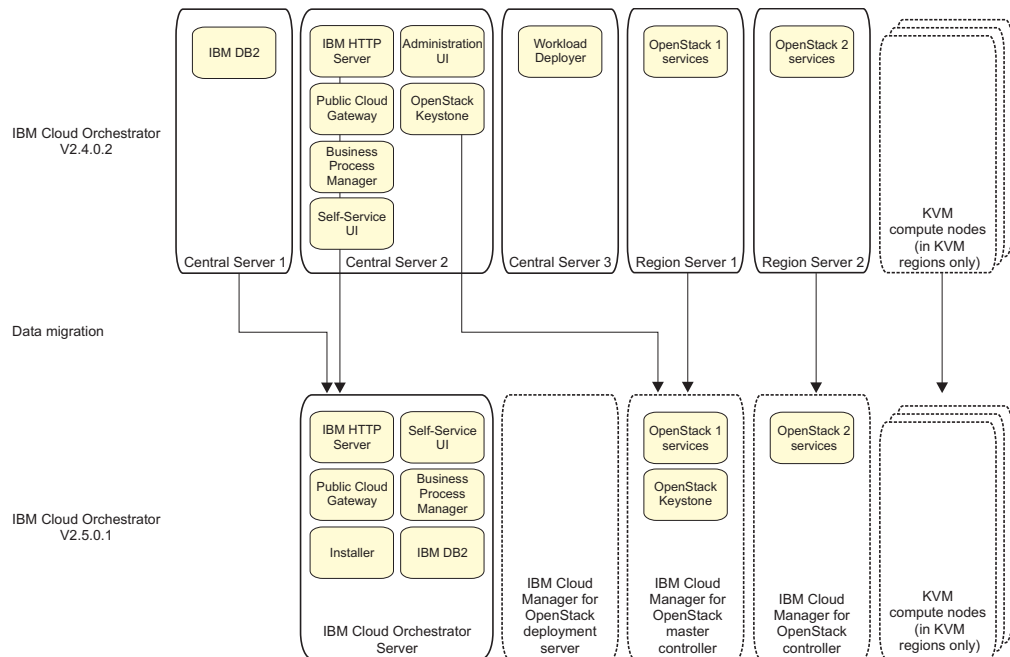 IBM Cloud Orchestrator
V2.4.0.2
IBM DB2
Central Server 1
IBM HTTP
Server
Administration
UI
Public Cloud
Gateway
OpenStack
Keystone
Business
Process
Manager
Self-Service
UI
Central Server 2
Workload
Deployer
Central Server 3
OpenStack 1
services
Region Server 1
OpenStack 2
services
Region Server 2
KVM
compute nodes
(in KVM
regions only)
Data migration
IBM Cloud Orchestrator
V2.5.0.1
IBM HTTP
Server
Self-Service
UI
Public Cloud
Gateway
Business
Process
Manager
Installer
IBM DB2
IBM Cloud Orchestrator
Server
IBM Cloud
Manager for
OpenStack
deployment
server
OpenStack 1
services
OpenStack
Keystone
IBM Cloud
Manager for
OpenStack
master
controller
OpenStack 2
services
IBM Cloud
Manager for
OpenStack
controller
KVM
compute nodes
(in KVM
regions only)